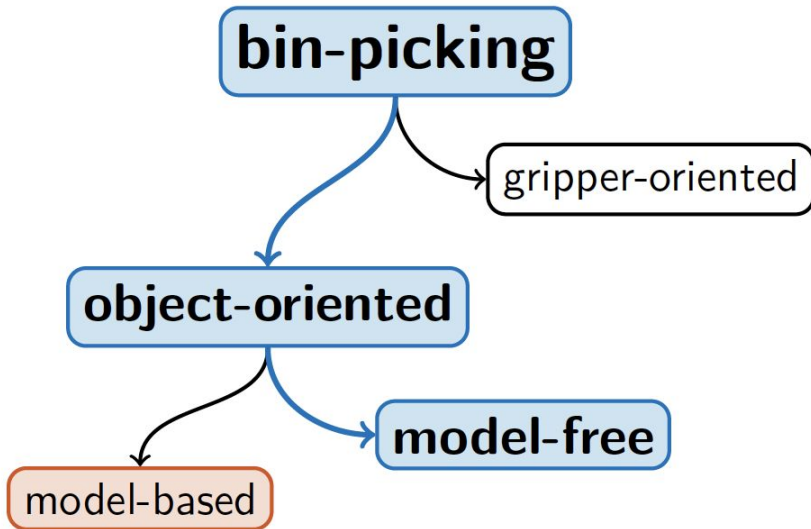 bin-picking
gripper-oriented
object-oriented
model-free
model-based